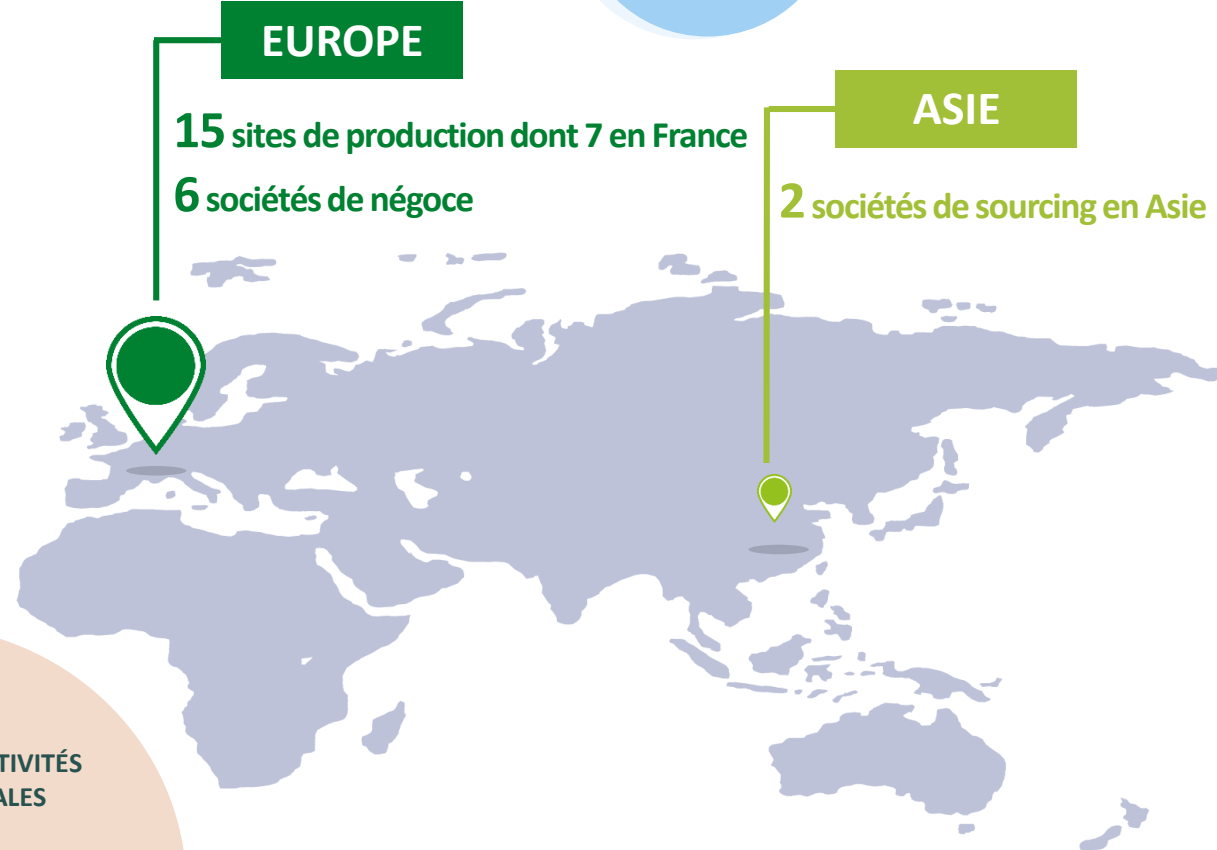 EUROPE
15 sites de production dont 7 en France
6 sociétés de négoce
ASIE
2 sociétés de sourcing en Asie
TIVITÉS
ALES